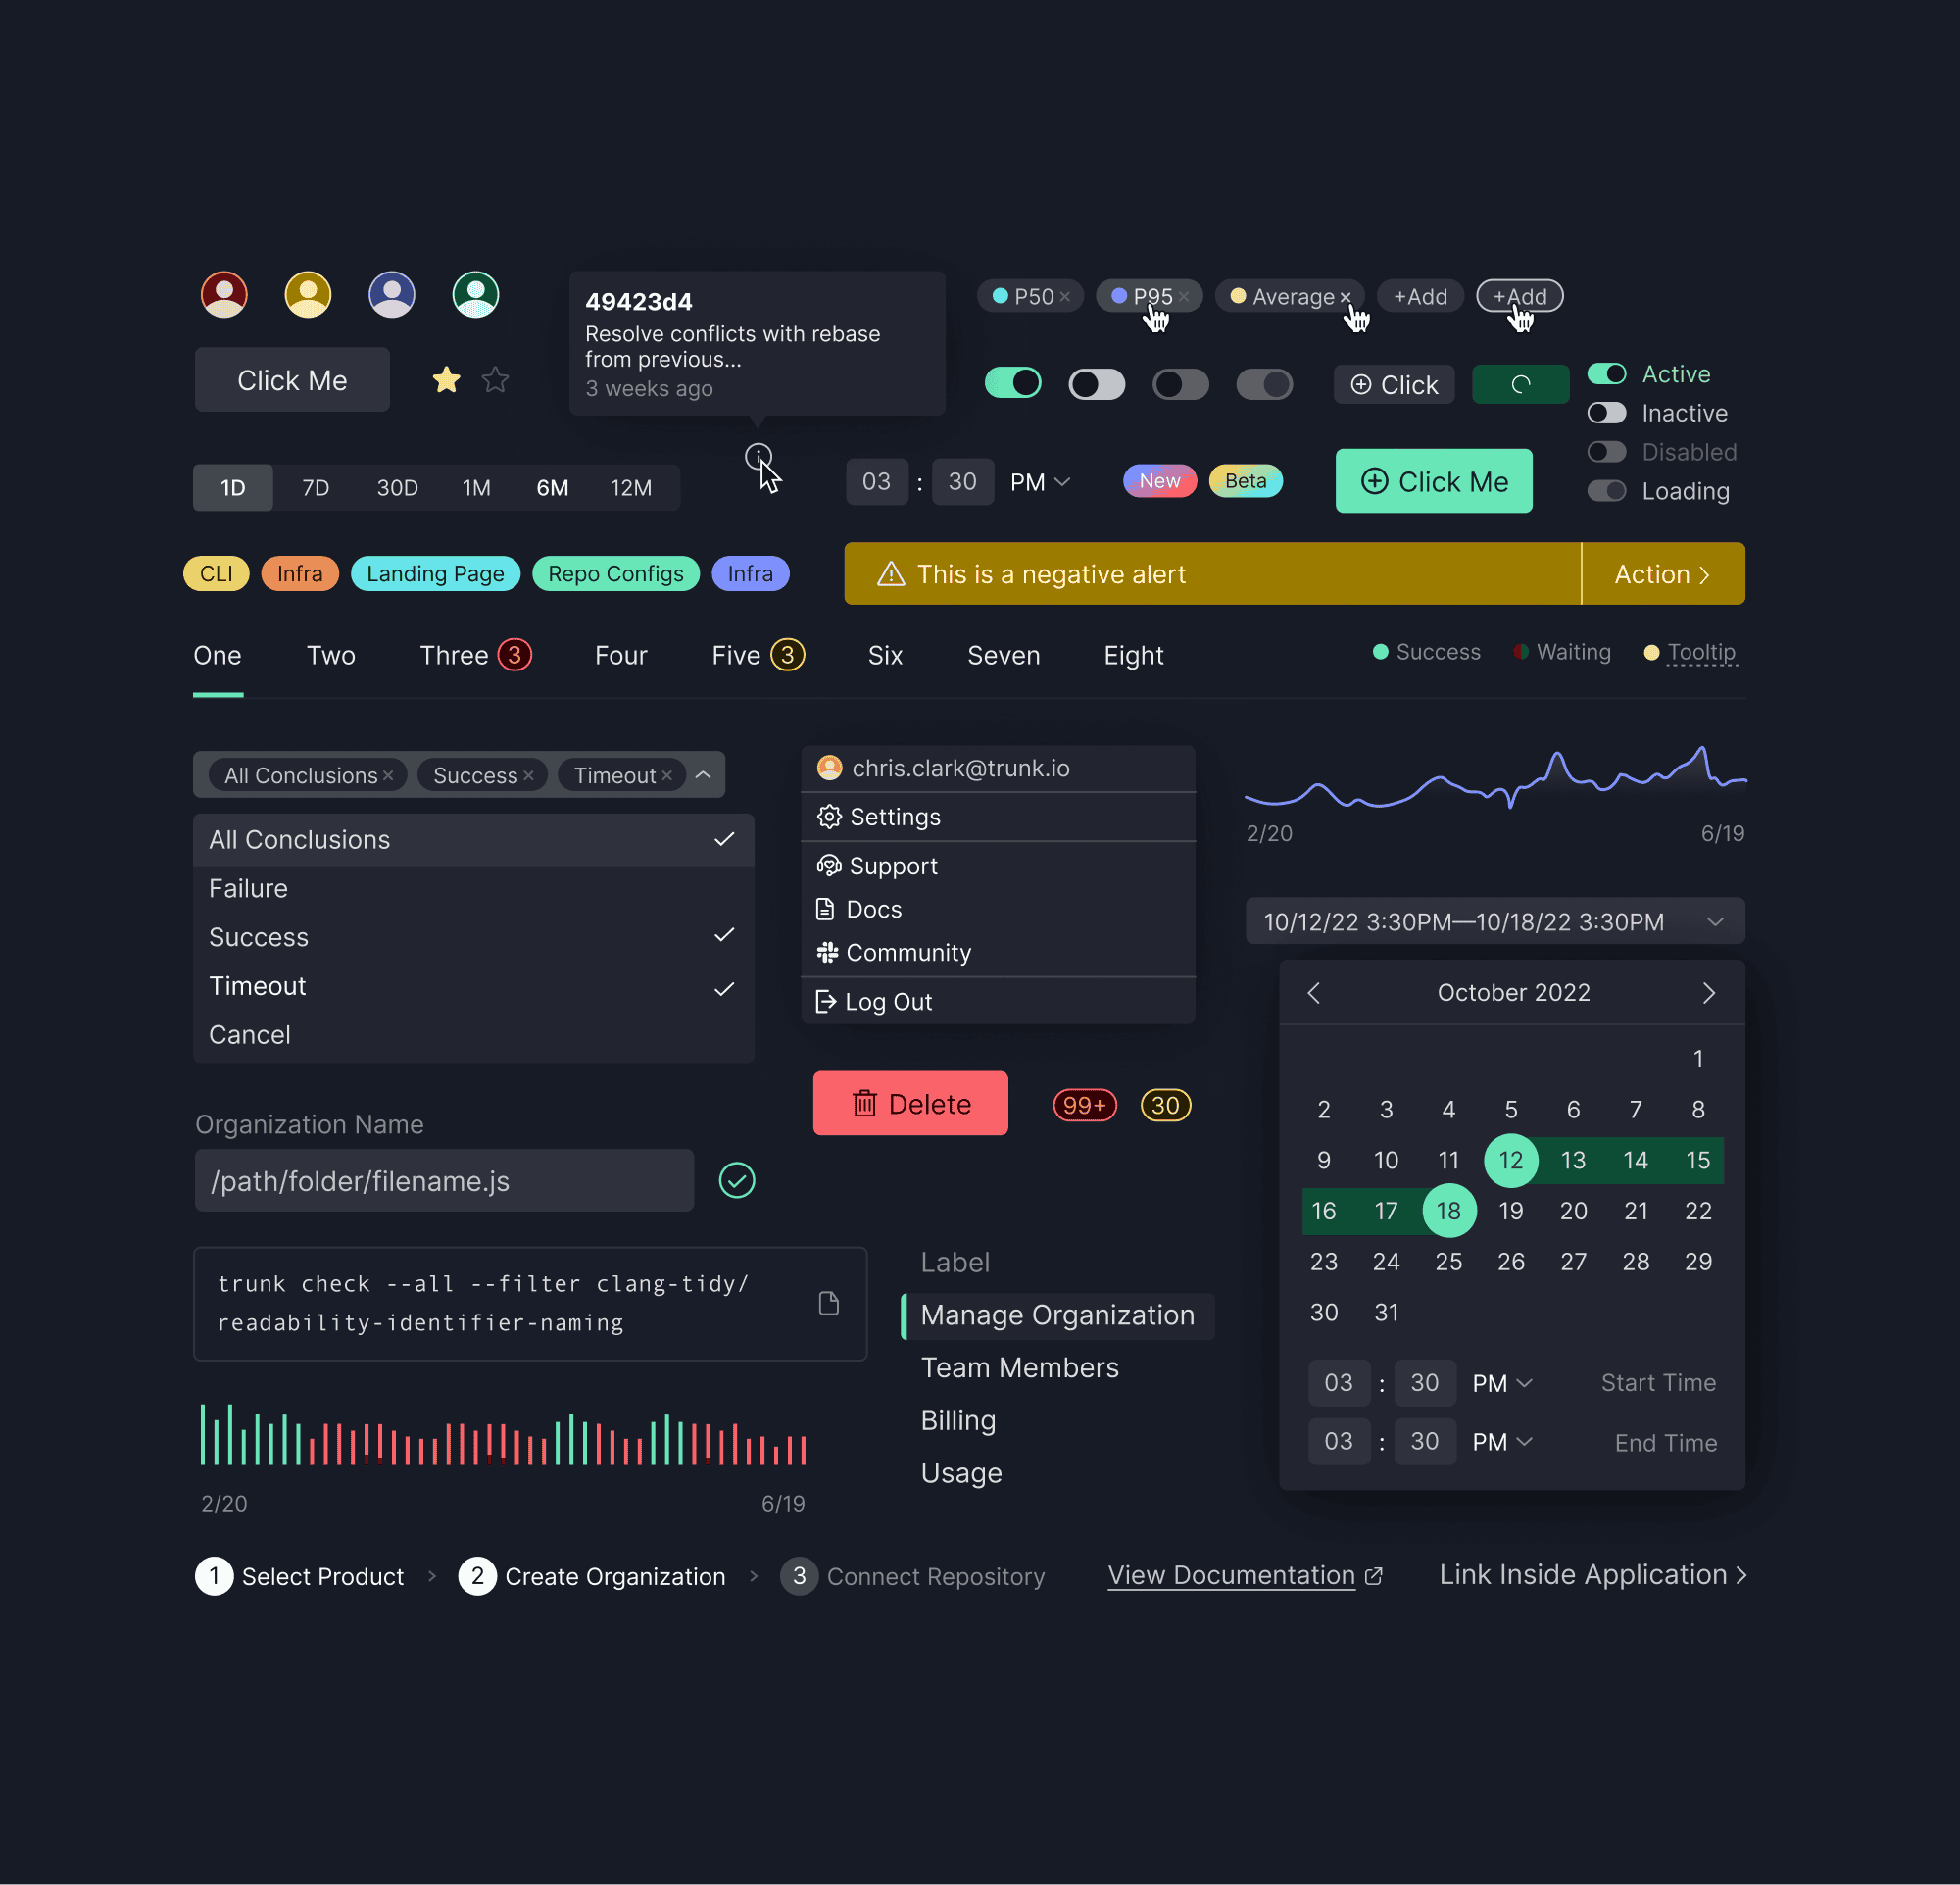 49423d4
Resolve conflicts with rebase
from previous...
3 weeks ago
P50 ×
P95 ×
Average ×
+Add
+Add
Click Me
Click
Active
Inactive
Disabled
Loading
1D 7D 30D 1M 6M 12M
03 : 30 PM
New
Beta
Click Me
CLI
Infra
Landing Page
Repo Configs
Infra
This is a negative alert
Action
One Two Three 3 Four Five 3 Six Seven Eight
Success
Waiting
Tooltip
All Conclusions ×
Success ×
Timeout ×
All Conclusions
Failure
Success
Timeout
Cancel
chris.clark@trunk.io
Settings
Support
Docs
Community
Log Out
2/20 6/19
10/12/22 3:30PM—10/18/22 3:30PM
October 2022
1
2 3 4 5 6 7 8
9 10 11 12 13 14 15
16 17 18 19 20 21 22
23 24 25 26 27 28 29
30 31
03 : 30 PM Start Time
03 : 30 PM End Time
Delete
99+
30
Organization Name
/path/folder/filename.js
trunk check --all --filter clang-tidy/
readability-identifier-naming
Label
Manage Organization
Team Members
Billing
Usage
2/20 6/19
1 Select Product
2 Create Organization
3 Connect Repository
View Documentation
Link Inside Application